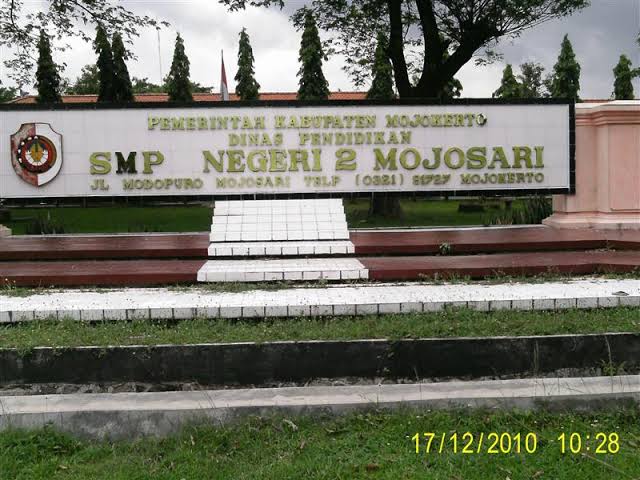 PEMERINTAH KABUPATEN MOJOKERTO
DINAS PENDIDIKAN
SMP NEGERI 2 MOJOSARI
JL MODOPURO MOJOSARI TELP (0321) MOJOKERTO
17/12/2010 10:28